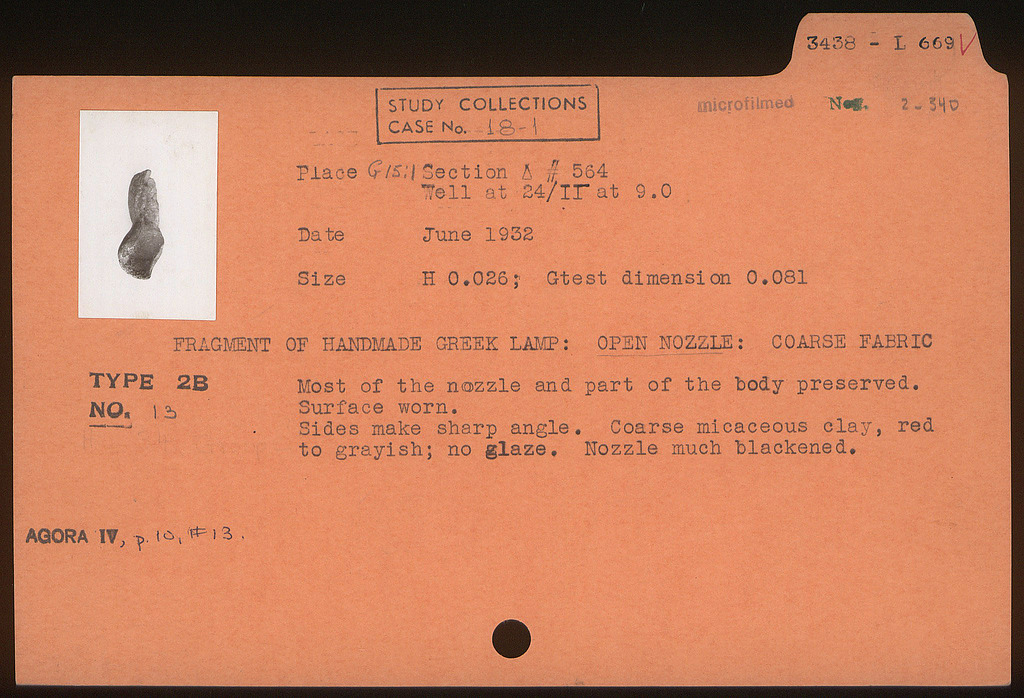 3438 - L 669 √
STUDY COLLECTIONS
CASE No. 18-1
microfilmed Neg. 2-340
Place G 15:1 Section Δ # 564
Well at 24/ΙΓ at 9.0
Date June 1932
Size H 0.026; Gtest dimension 0.081
FRAGMENT OF HANDMADE GREEK LAMP: OPEN NOZZLE: COARSE FABRIC
TYPE 2B
NO. 13
Most of the nozzle and part of the body preserved.
Surface worn.
Sides make sharp angle. Coarse micaceous clay, red
to grayish; no glaze. Nozzle much blackened.
AGORA IV, p. 10, #13.